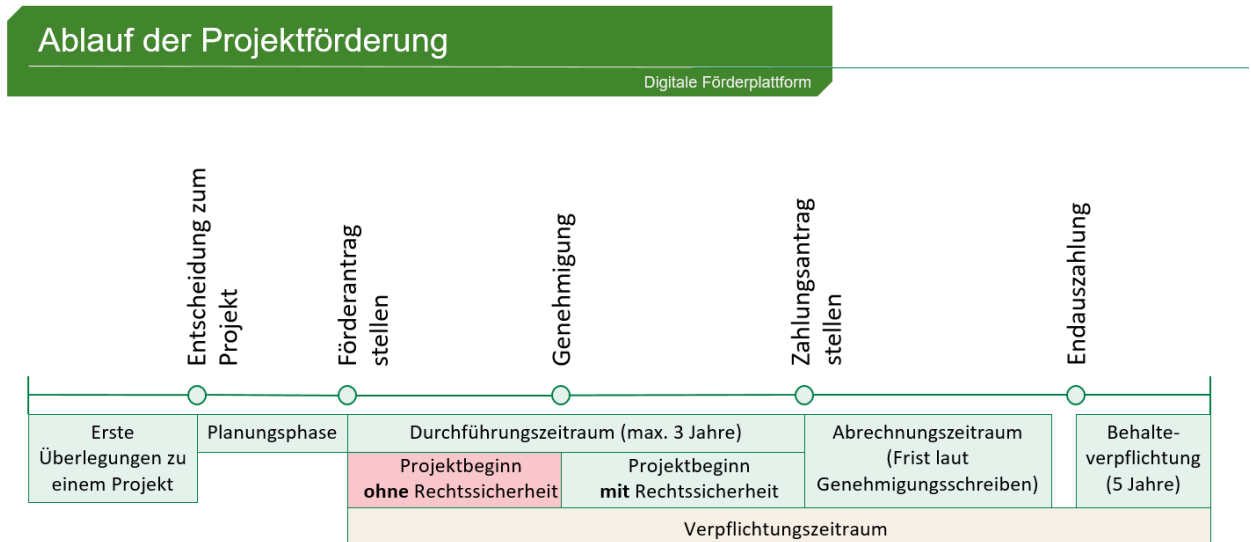 Ablauf der Projektförderung
Digitale Förderplattform
Entscheidung zum
Projekt
Förderantrag
stellen
Genehmigung
Zahlungsantrag
stellen
Endauszahlung
Erste
Überlegungen zu
einem Projekt
Planungsphase
Durchführungszeitraum (max. 3 Jahre)
Projektbeginn
ohne Rechtssicherheit
Projektbeginn
mit Rechtssicherheit
Abrechnungszeitraum
(Frist laut
Genehmigungsschreiben)
Behalte-
verpflichtung
(5 Jahre)
Verpflichtungszeitraum